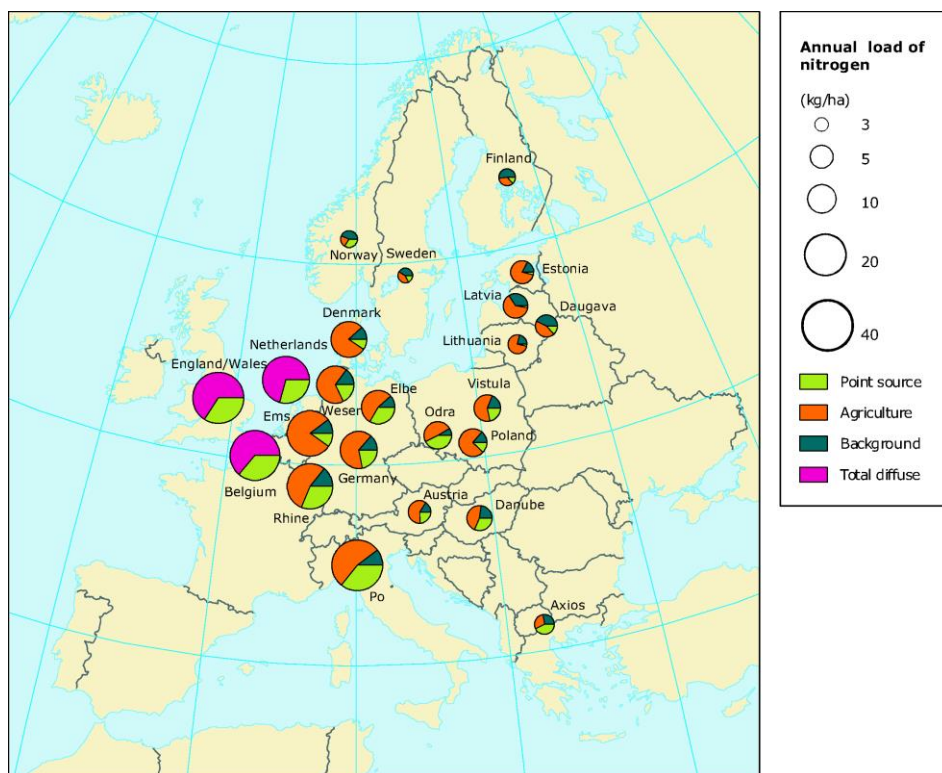 Finland
Norway
Sweden
Estonia
Latvia
Daugava
Denmark
Lithuania
Netherlands
England/Wales
Elbe
Vistula
Weser
Ems
Odra
Poland
Germany
Belgium
Austria
Danube
Rhine
Po
Axios
Annual load of
nitrogen
(kg/ha)
3
5
10
20
40
Point source
Agriculture
Background
Total diffuse